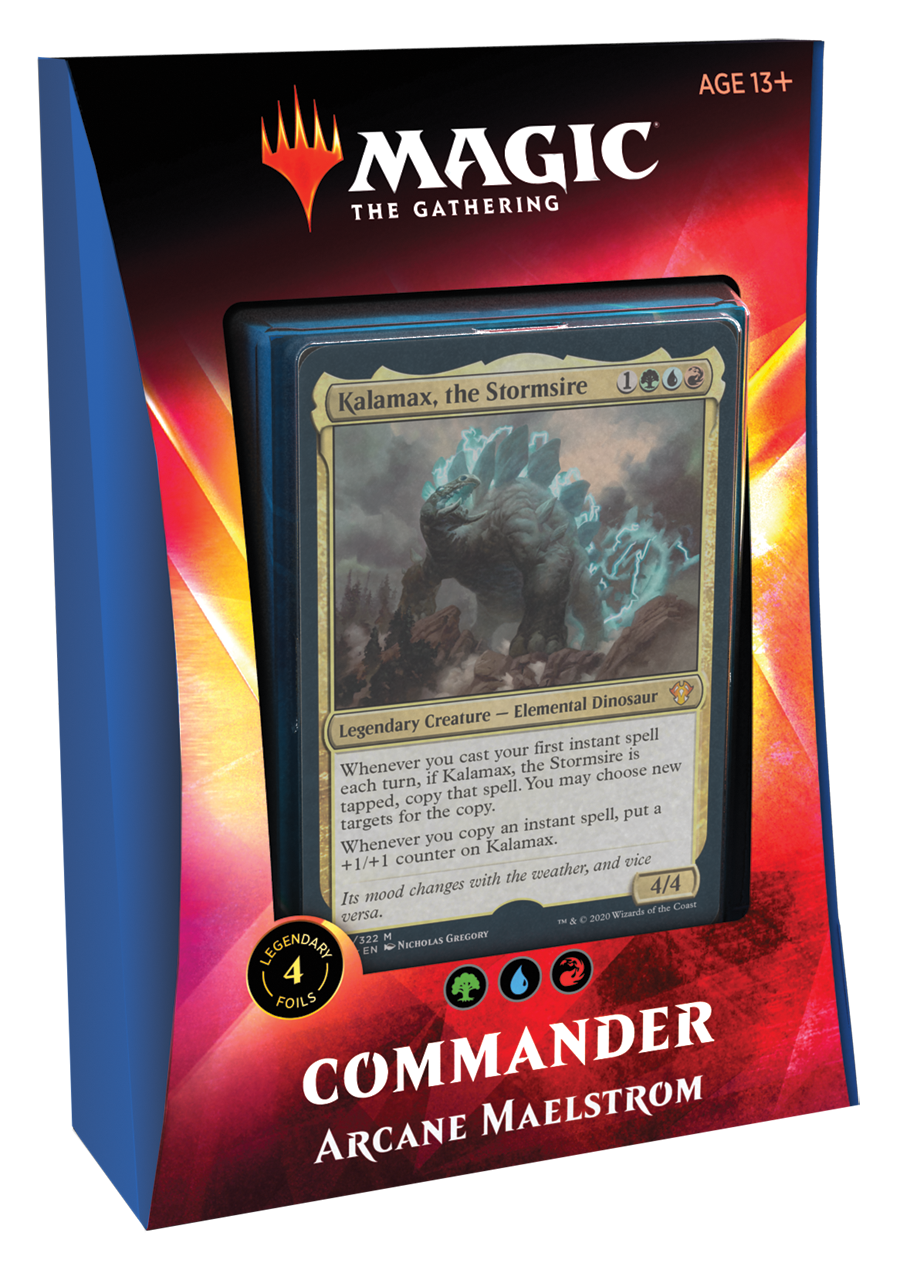 AGE 13+
MAGIC
THE GATHERING
Kalamax, the Stormsire
1
Legendary Creature — Elemental Dinosaur
Whenever you cast your first instant spell
each turn, if Kalamax, the Stormsire is
tapped, copy that spell. You may choose new
targets for the copy.
Whenever you copy an instant spell, put a
+1/+1 counter on Kalamax.
Its mood changes with the weather, and vice
versa.
4/4
/322 M
EN Nicholas Gregory
™ & © 2020 Wizards of the Coast
LEGENDARY
4
FOILS
COMMANDER
ARCANE MAELSTROM